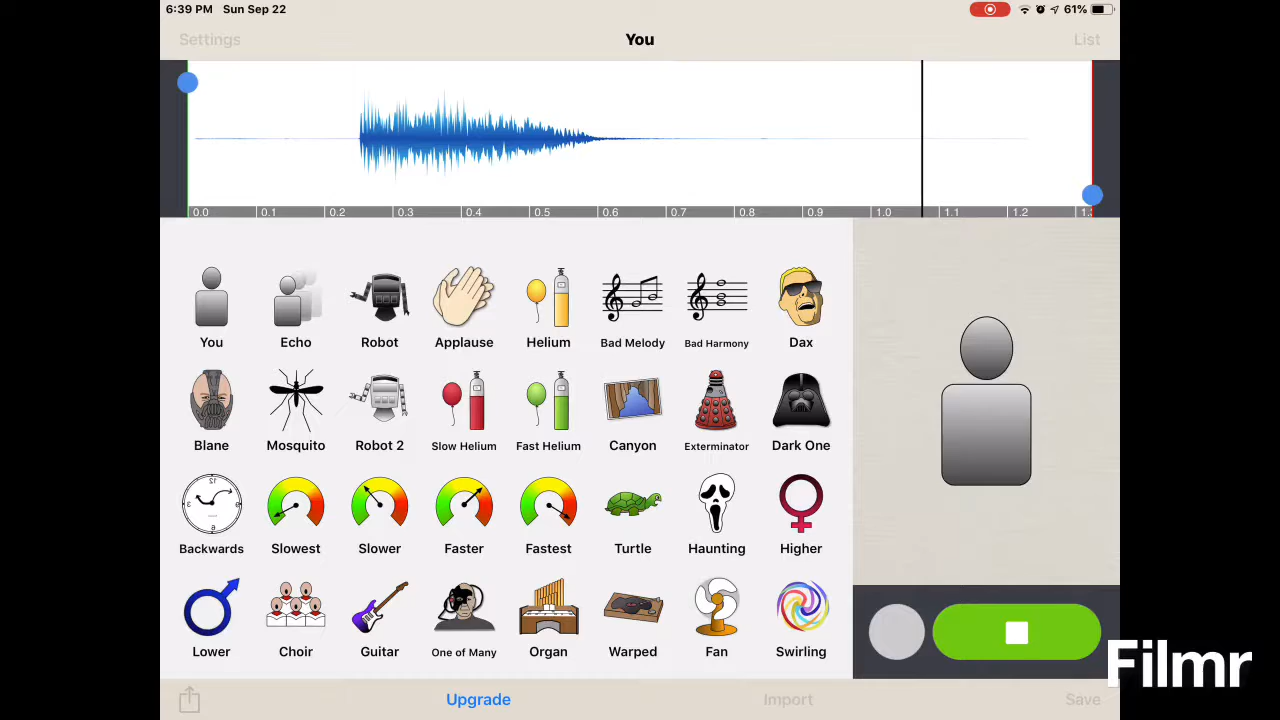 6:39 PM Sun Sep 22 61%
Settings You List
0.0 0.1 0.2 0.3 0.4 0.5 0.6 0.7 0.8 0.9 1.0 1.1 1.2
You Echo Robot Applause Helium Bad Melody Bad Harmony Dax
Blane Mosquito Robot 2 Slow Helium Fast Helium Canyon Exterminator Dark One
Backwards Slowest Slower Faster Fastest Turtle Haunting Higher
Lower Choir Guitar One of Many Organ Warped Fan Swirling
Upgrade Import Save
Filmr